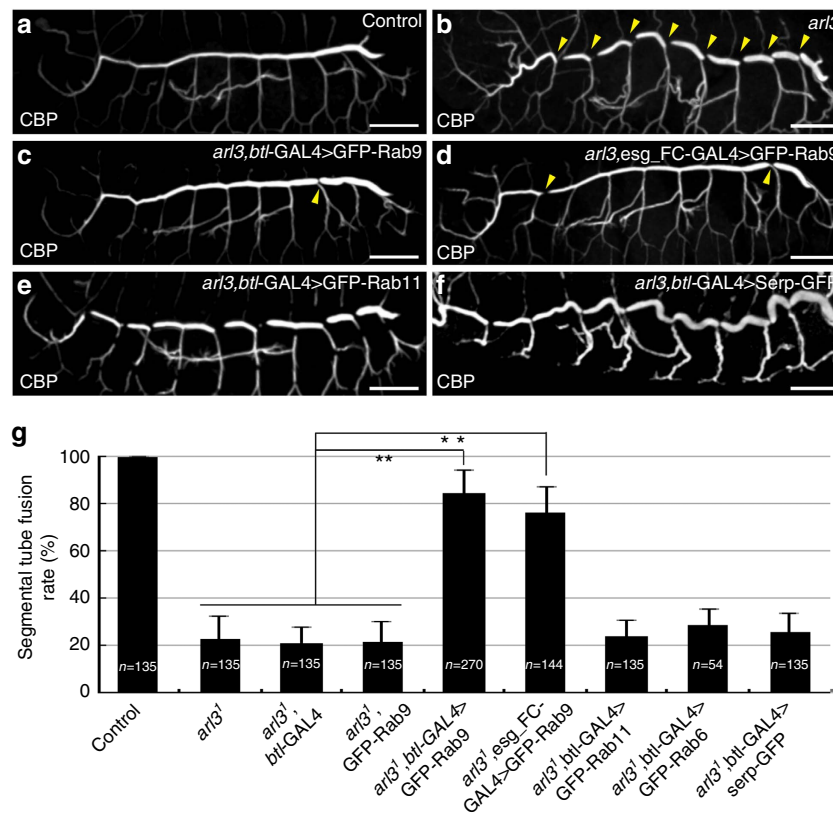 a
Control
CBP
b
arl3
c
arl3,btl-GAL4>GFP-Rab9
CBP
d
arl3,esg_FC-GAL4>GFP-Rab9
CBP
e
arl3,btl-GAL4>GFP-Rab11
CBP
f
arl3,btl-GAL4>Serp-GFP
CBP
g
* *
**
Segmental tube fusion
rate (%)
100
80
60
40
20
0
n=135
n=135
n=135
n=135
n=270
n=144
n=135
n=54
n=135
Control
arl3¹
arl3¹,
btl-GAL4
arl3¹,
GFP-Rab9
arl3¹,btl-GAL4>
GFP-Rab9
arl3¹,esg_FC-
GAL4>GFP-Rab9
arl3¹,btl-GAL4>
GFP-Rab11
arl3¹btl-GAL4>
GFP-Rab6
arl3¹,btl-GAL4>
serp-GFP